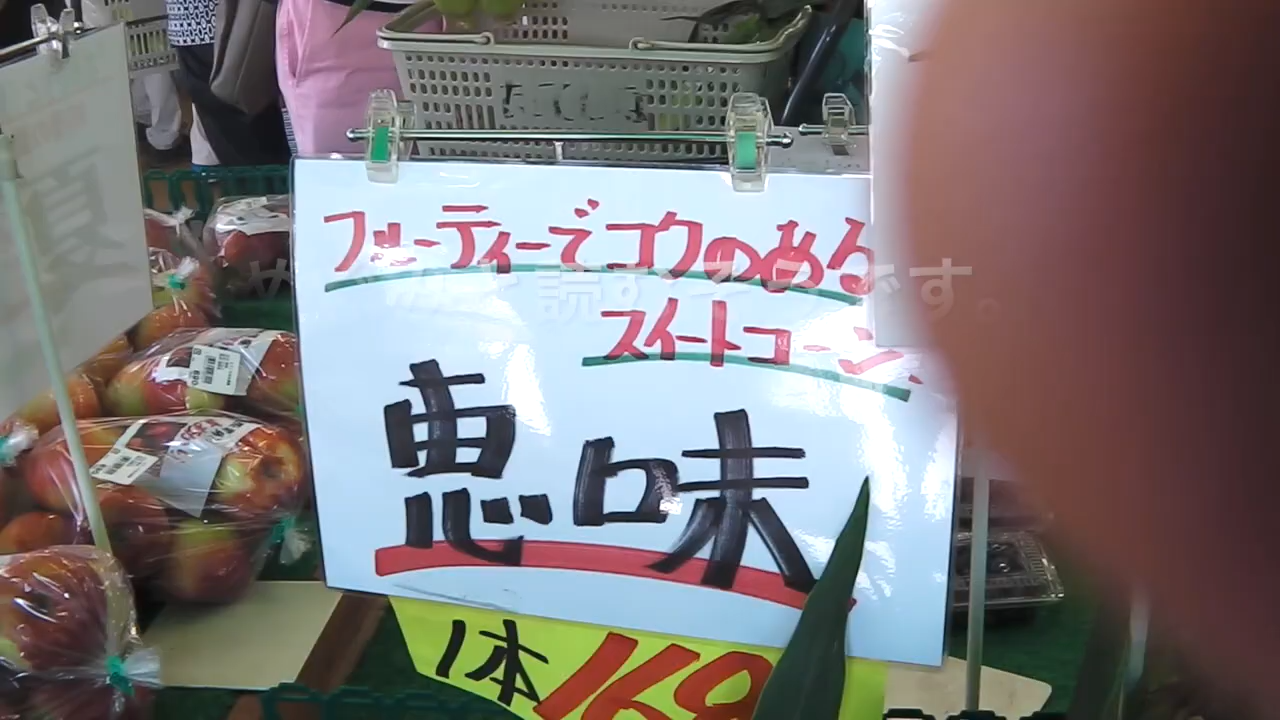 フルーティーでコクのある
スイートコーン、
恵味
1本